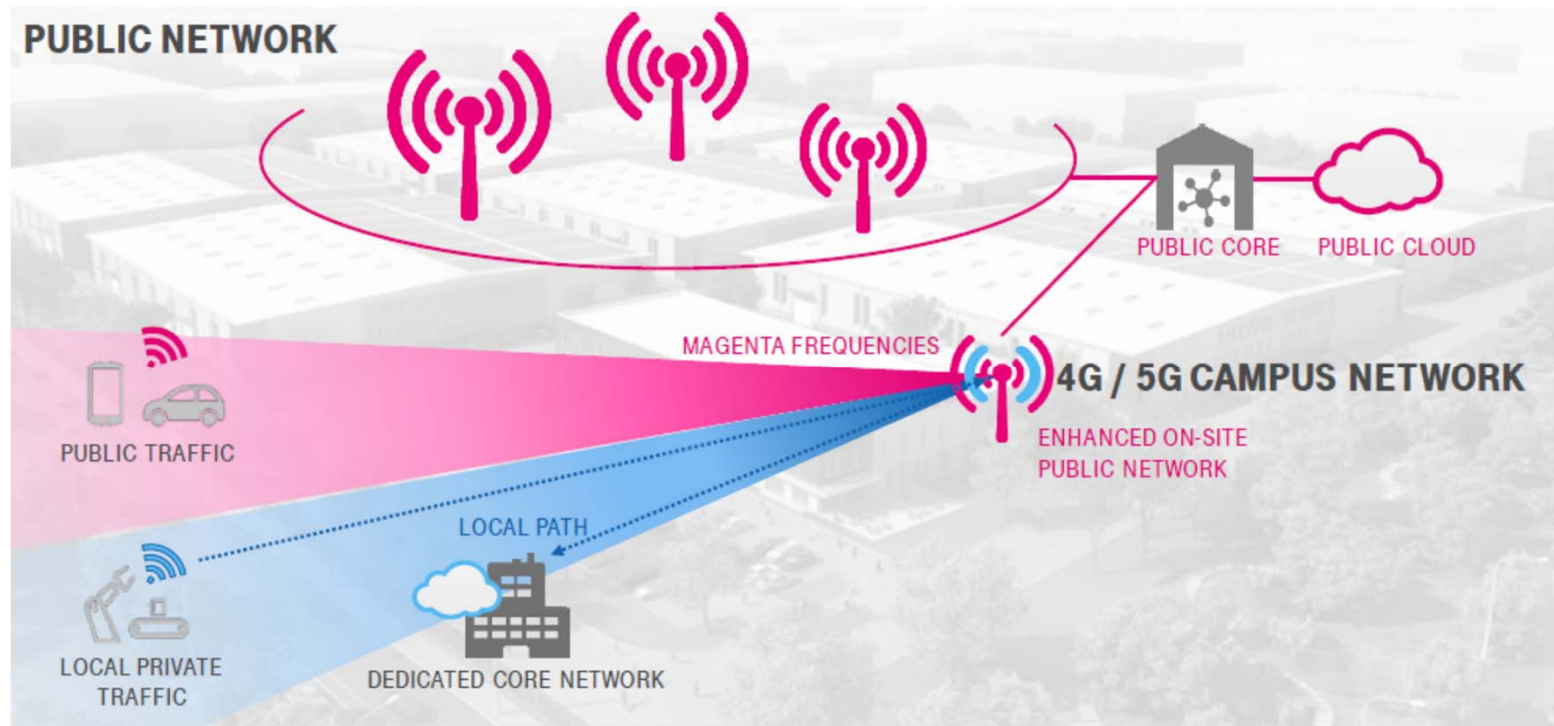 PUBLIC NETWORK
PUBLIC CORE
PUBLIC CLOUD
MAGENTA FREQUENCIES
4G / 5G CAMPUS NETWORK
ENHANCED ON-SITE
PUBLIC NETWORK
PUBLIC TRAFFIC
LOCAL PATH
LOCAL PRIVATE
TRAFFIC
DEDICATED CORE NETWORK